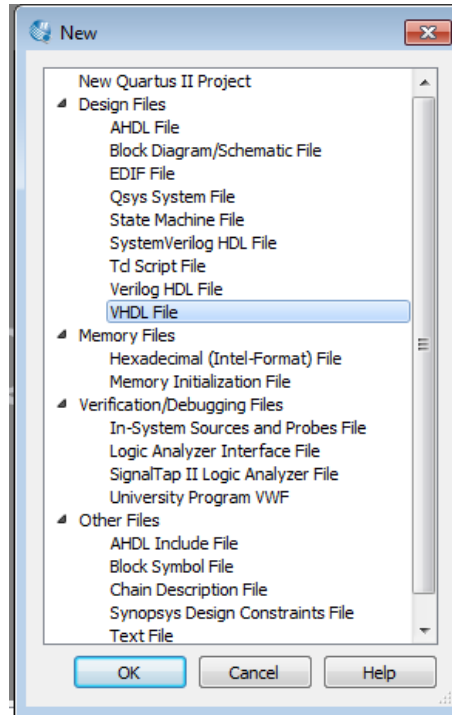 New
New Quartus II Project
Design Files
AHDL File
Block Diagram/Schematic File
EDIF File
Qsys System File
State Machine File
SystemVerilog HDL File
Tcl Script File
Verilog HDL File
VHDL File
Memory Files
Hexadecimal (Intel-Format) File
Memory Initialization File
Verification/Debugging Files
In-System Sources and Probes File
Logic Analyzer Interface File
SignalTap II Logic Analyzer File
University Program VWF
Other Files
AHDL Include File
Block Symbol File
Chain Description File
Synopsys Design Constraints File
Text File
OK Cancel Help